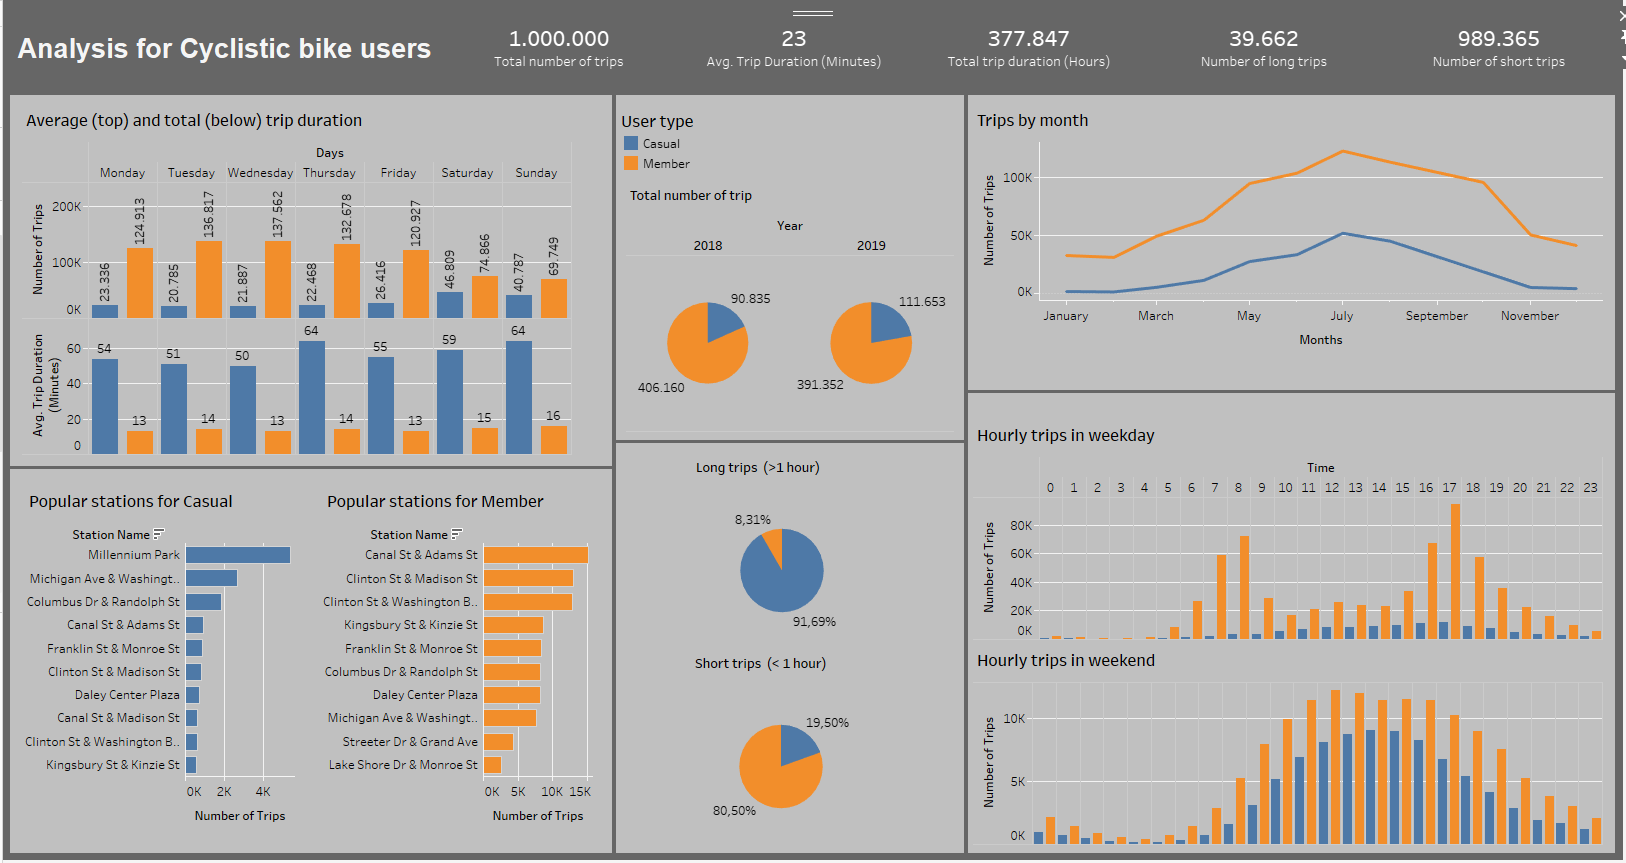 Analysis for Cyclistic bike users
1.000.000
Total number of trips
23
Avg. Trip Duration (Minutes)
377.847
Total trip duration (Hours)
39.662
Number of long trips
989.365
Number of short trips
Average (top) and total (below) trip duration
Days
Monday Tuesday Wednesday Thursday Friday Saturday Sunday
Number of Trips
200K
100K
0K
23.336 124.913 20.785 136.817 21.887 137.562 22.468 132.678 26.416 120.927 46.809 74.866 40.787 69.749
Avg. Trip Duration
(Minutes)
60
40
20
0
54 13 51 14 50 13 64 14 55 13 59 15 64 16
Popular stations for Casual
Station Name
Millennium Park
Michigan Ave & Washingt..
Columbus Dr & Randolph St
Canal St & Adams St
Franklin St & Monroe St
Clinton St & Madison St
Daley Center Plaza
Canal St & Madison St
Clinton St & Washington B..
Kingsbury St & Kinzie St
0K 2K 4K
Number of Trips
Popular stations for Member
Station Name
Canal St & Adams St
Clinton St & Madison St
Clinton St & Washington B..
Kingsbury St & Kinzie St
Franklin St & Monroe St
Columbus Dr & Randolph St
Daley Center Plaza
Michigan Ave & Washingt..
Streeter Dr & Grand Ave
Lake Shore Dr & Monroe St
0K 5K 10K 15K
Number of Trips
User type
Casual
Member
Total number of trip
Year
2018 2019
90.835
406.160
111.653
391.352
Long trips (>1 hour)
8,31%
91,69%
Short trips (< 1 hour)
19,50%
80,50%
Trips by month
Number of Trips
100K
50K
0K
January March May July September November
Months
Hourly trips in weekday
Time
0 1 2 3 4 5 6 7 8 9 10 11 12 13 14 15 16 17 18 19 20 21 22 23
Number of Trips
80K
60K
40K
20K
0K
Hourly trips in weekend
Number of Trips
10K
5K
0K